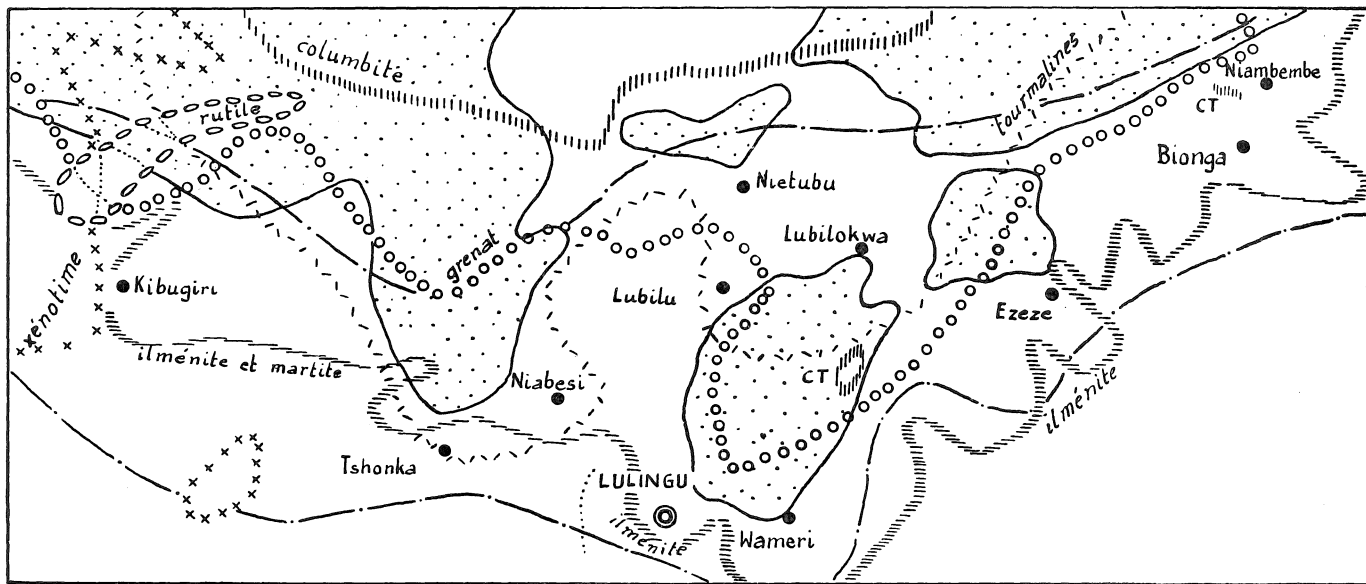 columbite
Tourmalines
Niambembe
CT
rutile
Bionga
Nietubu
Lubilokwa
grenat
Kibugiri
Lubilu
Ezeze
xénotime
ilménite et martite
CT
Niabesi
ilménite
Tshonka
LULINGU
ilménite
Wameri